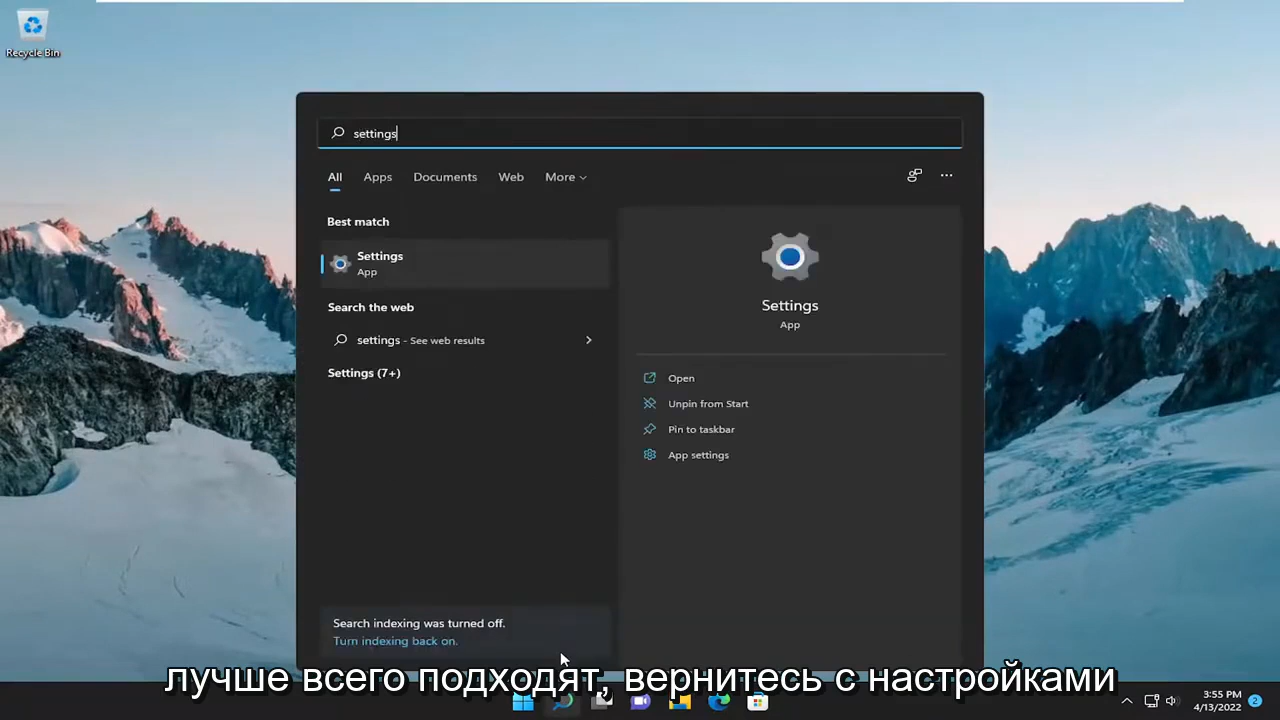 Recycle Bin
settings
All Apps Documents Web More
Best match
Settings
App
Search the web
settings - See web results
Settings (7+)
Settings
App
Open
Unpin from Start
Pin to taskbar
App settings
Search indexing was turned off.
Turn indexing back on.
лучше всего подходят, вернитесь с настройками
3:55 PM
4/13/2022
2